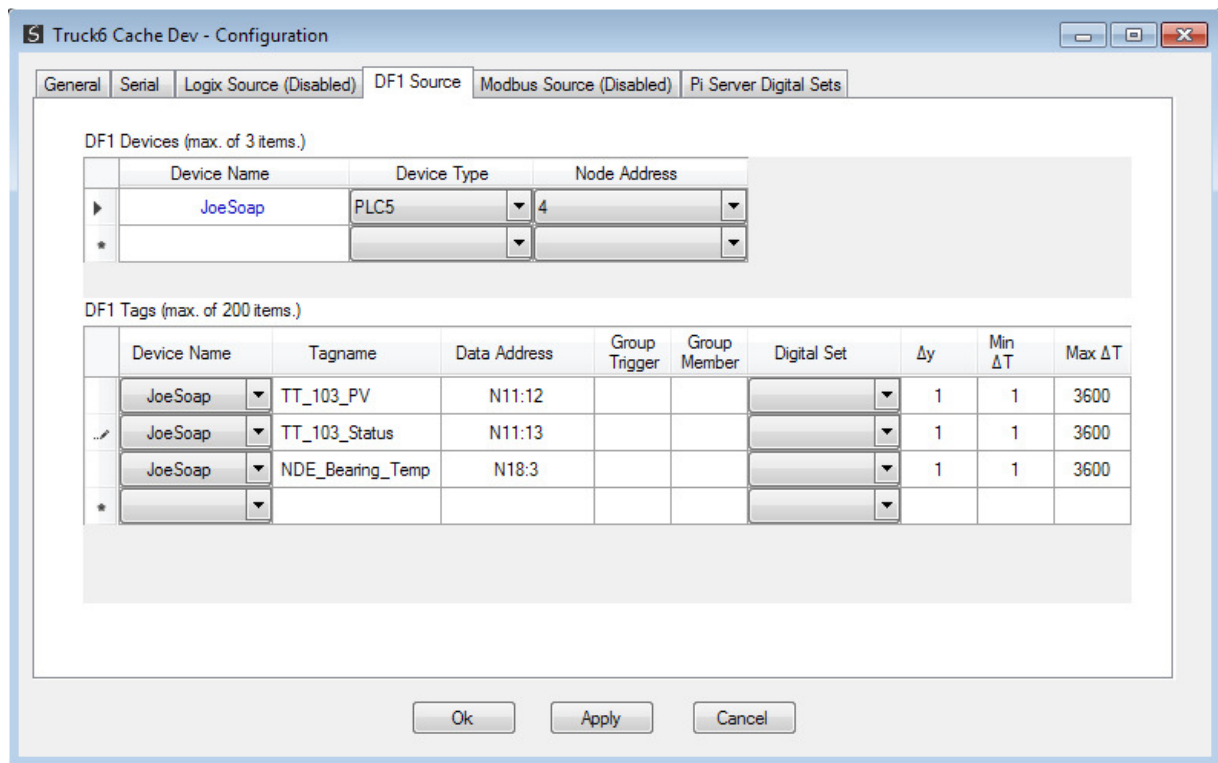 S Truck6 Cache Dev - Configuration
General Serial Logix Source (Disabled) DF1 Source Modbus Source (Disabled) Pi Server Digital Sets
DF1 Devices (max. of 3 items.)
Device Name Device Type Node Address
JoeSoap PLC5 4
*
DF1 Tags (max. of 200 items.)
Device Name Tagname Data Address Group Trigger Group Member Digital Set Δy Min ΔT Max ΔT
JoeSoap TT_103_PV N11:12 1 1 3600
JoeSoap TT_103_Status N11:13 1 1 3600
JoeSoap NDE_Bearing_Temp N18:3 1 1 3600
*
Ok Apply Cancel